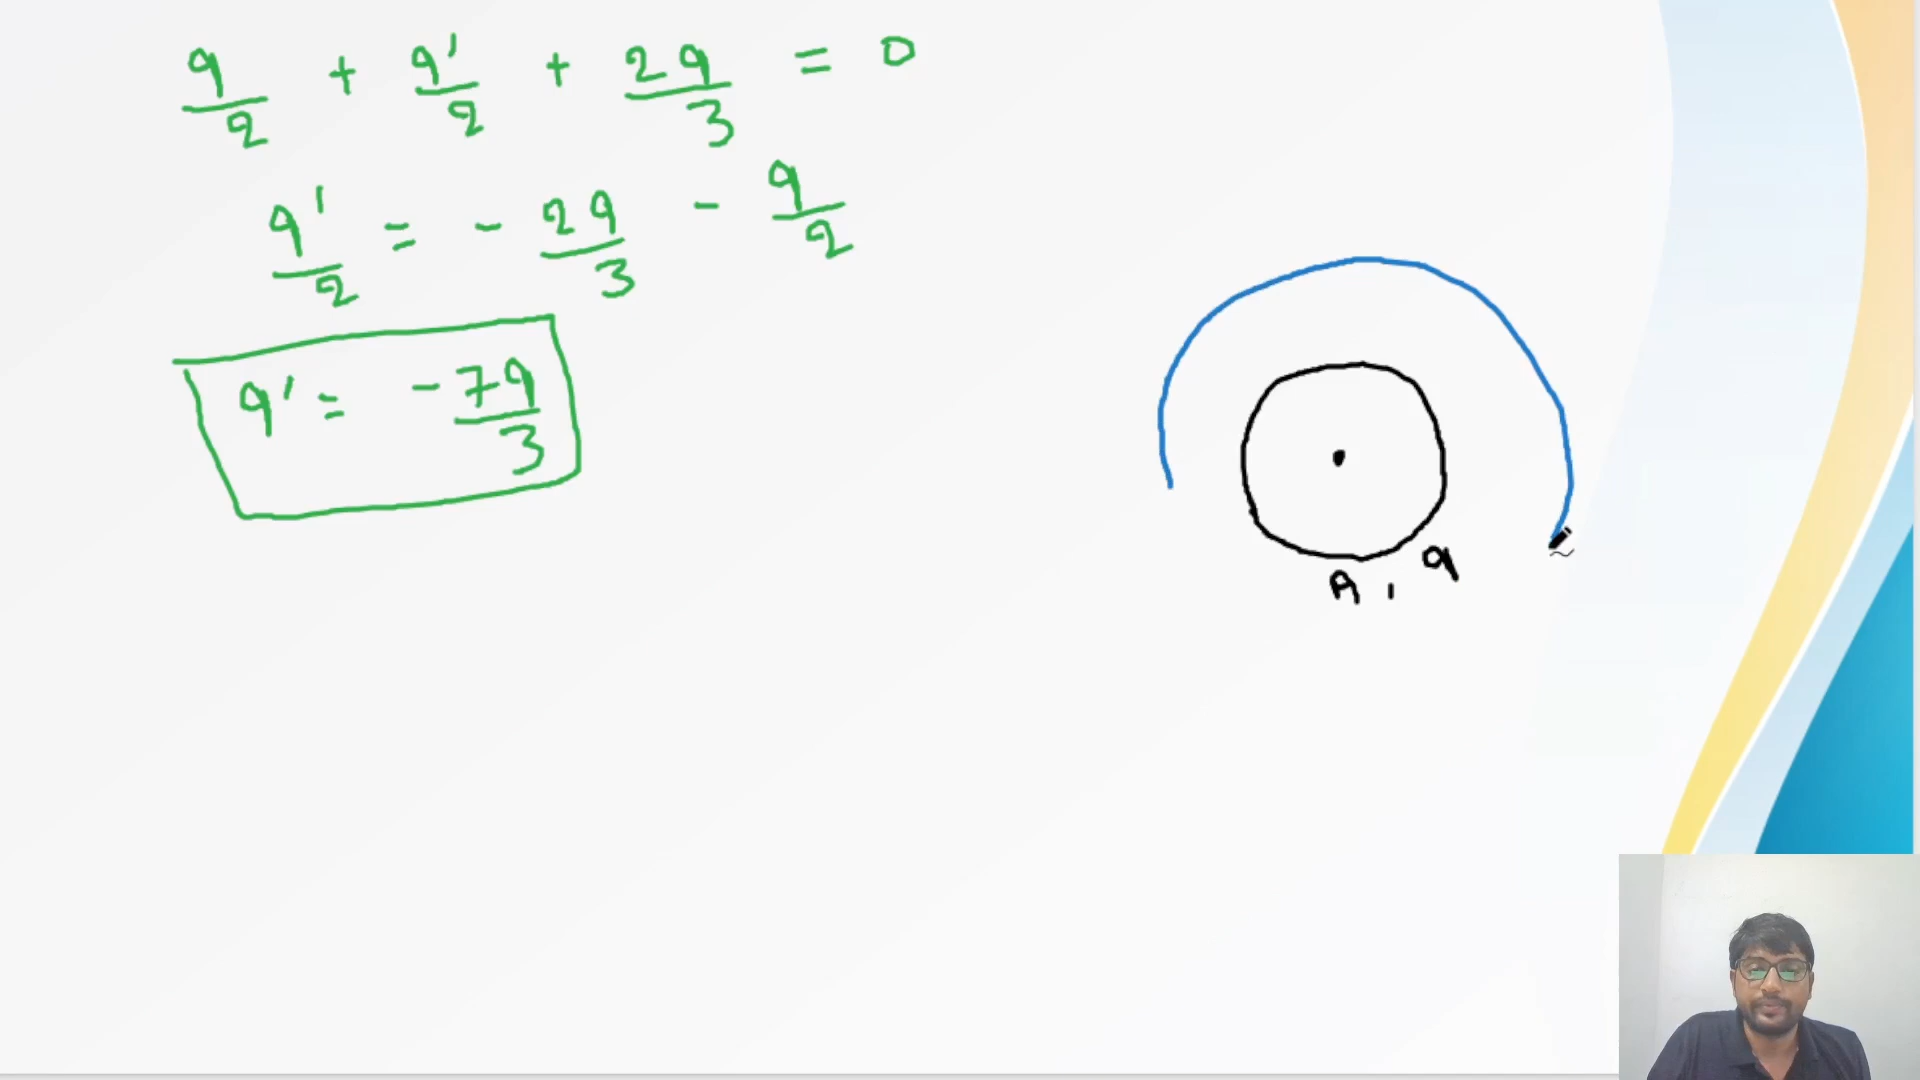 q/2 + q'/2 + 2q/3 = 0
q'/2 = - 2q/3 - q/2
q' = -7q/3
A, q